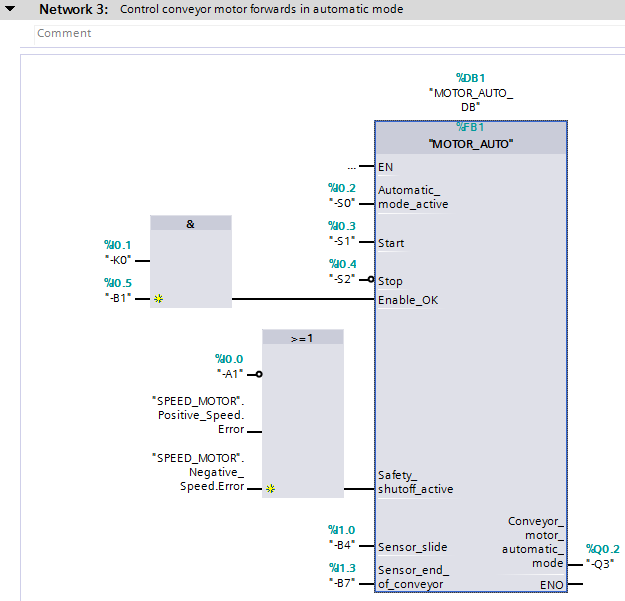 Network 3: Control conveyor motor forwards in automatic mode
Comment
%DB1
"MOTOR_AUTO_
DB"
%FB1
"MOTOR_AUTO"
... EN
%I0.2
"-S0"
Automatic_
mode_active
%I0.3
"-S1"
Start
%I0.4
"-S2"
Stop
&
%I0.1
"-K0"
%I0.5
"-B1"
Enable_OK
>=1
%I0.0
"-A1"
"SPEED_MOTOR".
Positive_Speed.
Error
"SPEED_MOTOR".
Negative_
Speed.Error
Safety_
shutoff_active
%I1.0
"-B4"
Sensor_slide
%I1.3
"-B7"
Sensor_end_
of_conveyor
Conveyor_
motor_
automatic_
mode
%Q0.2
"-Q3"
ENO